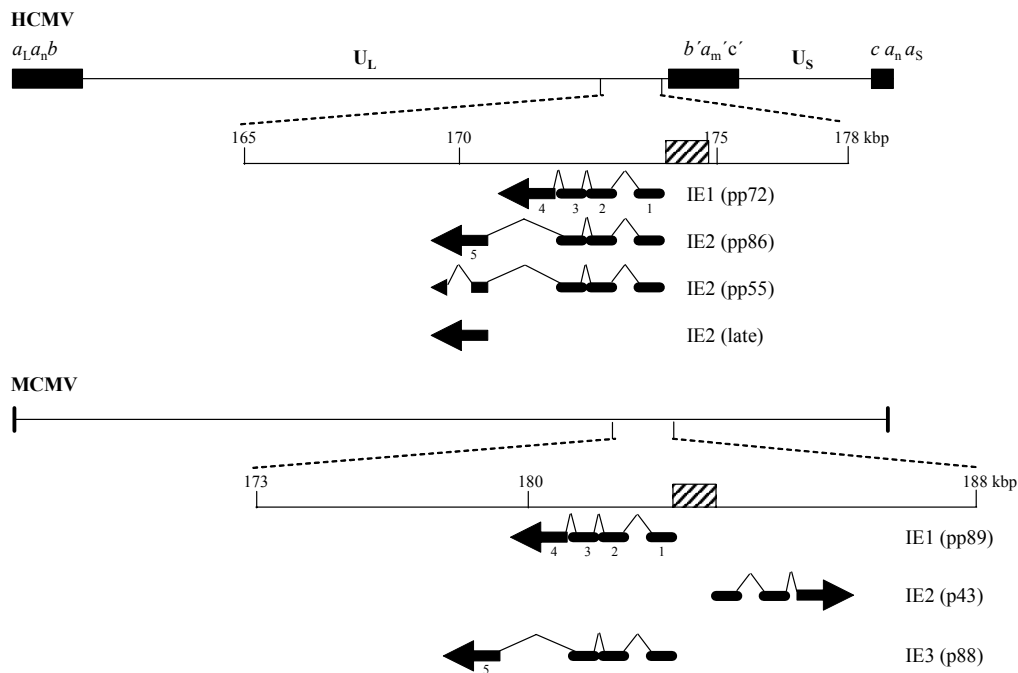 HCMV
aLanb UL b´am´c´ US c an aS
165 170 175 178 kbp
4 3 2 1 IE1 (pp72)
5 IE2 (pp86)
IE2 (pp55)
IE2 (late)
MCMV
173 180 188 kbp
4 3 2 1 IE1 (pp89)
IE2 (p43)
5 IE3 (p88)